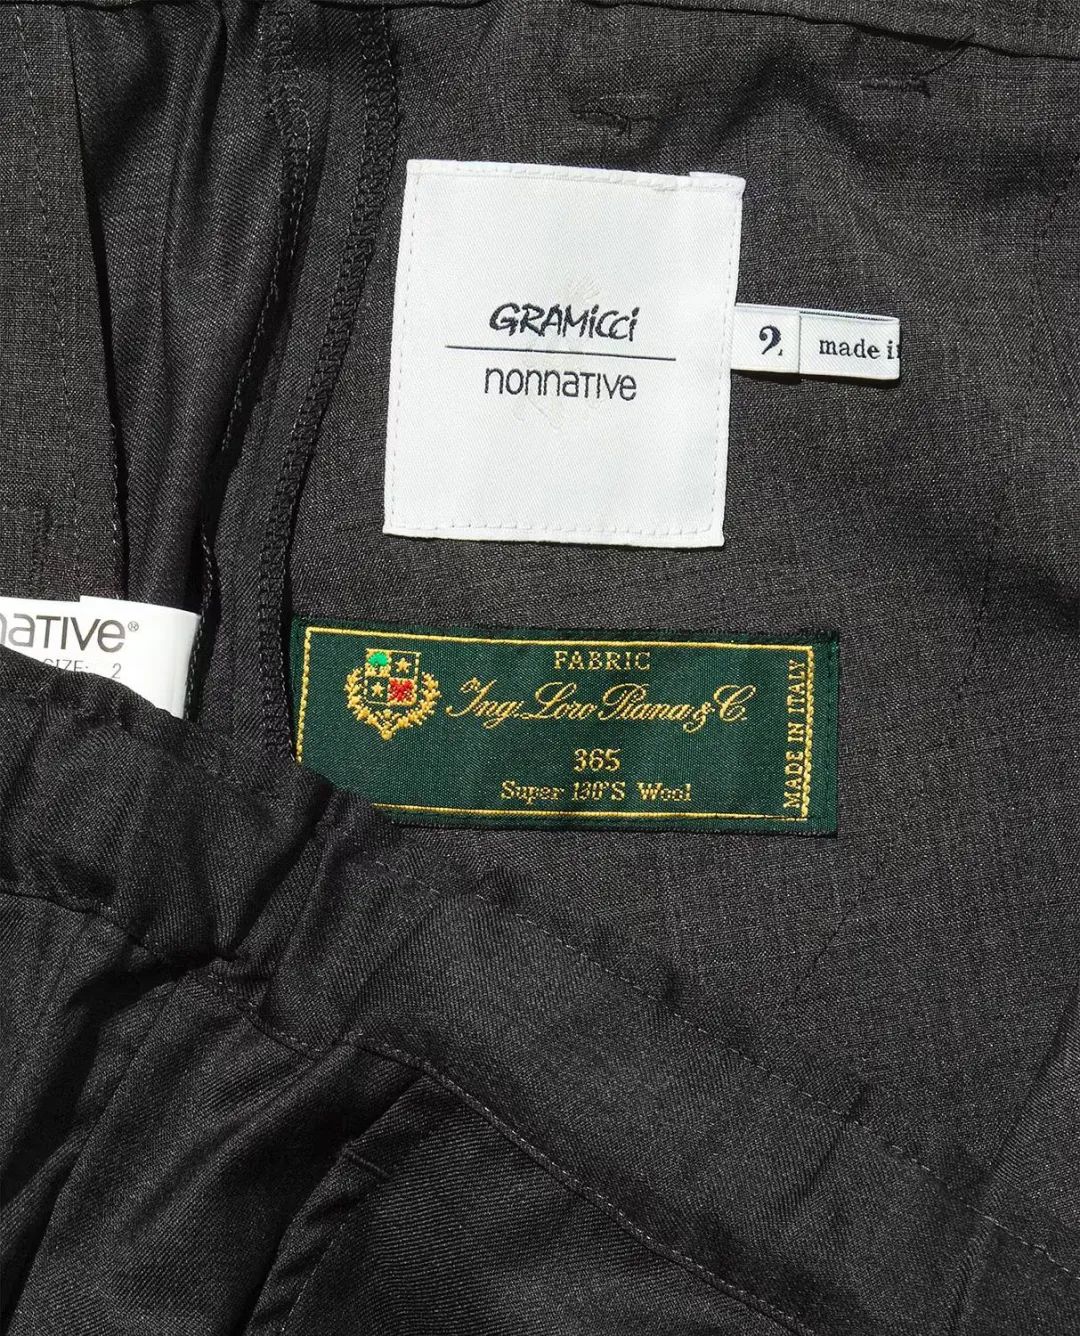 GRAMiCCi
nonnative
2
made i
native®
SIZE: 2
FABRIC
Ing. Loro Piana & C.
365
Super 130'S Wool
MADE IN ITALY